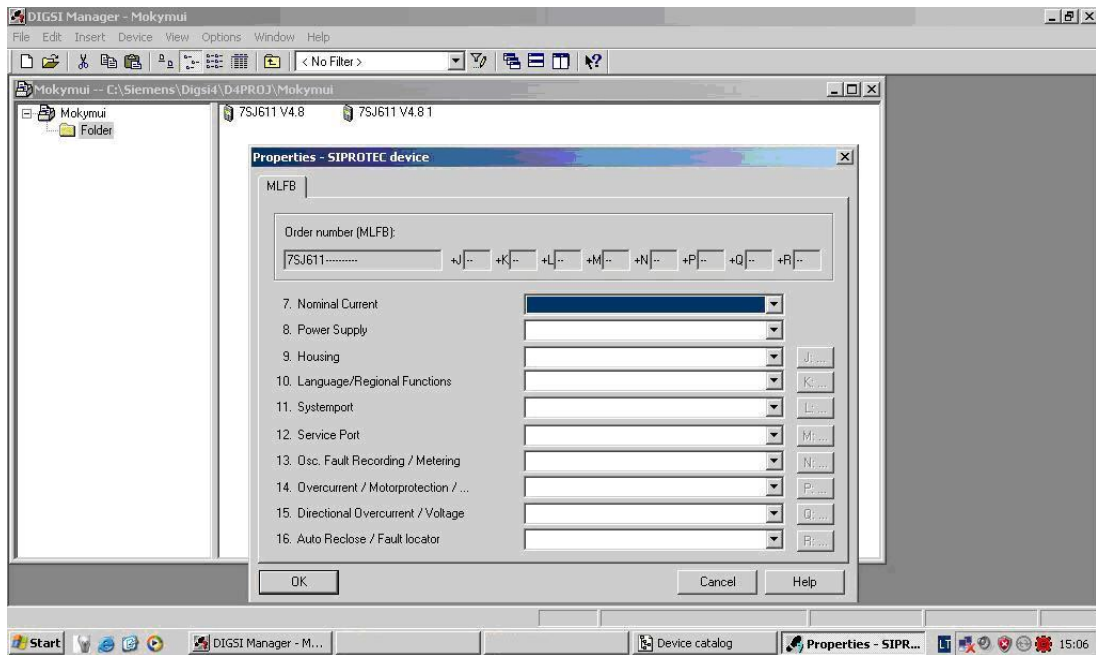 DIGSI Manager - Mokymui
File Edit Insert Device View Options Window Help
< No Filter >
Mokymui -- C:\Siemens\Digsi4\D4PROJ\Mokymui
Mokymui
Folder
7SJ611 V4.8 7SJ611 V4.8 1
Properties - SIPROTEC device
MLFB
Order number (MLFB):
7SJ611---------- +J -- +K -- +L -- +M -- +N -- +P -- +Q -- +R --
7. Nominal Current
8. Power Supply
9. Housing J: ...
10. Language/Regional Functions K: ...
11. Systemport L: ...
12. Service Port M: ...
13. Osc. Fault Recording / Metering N: ...
14. Overcurrent / Motorprotection / ... P: ...
15. Directional Overcurrent / Voltage Q: ...
16. Auto Reclose / Fault locator R: ...
OK Cancel Help
Start DIGSI Manager - M... Device catalog Properties - SIPR... LT 15:06